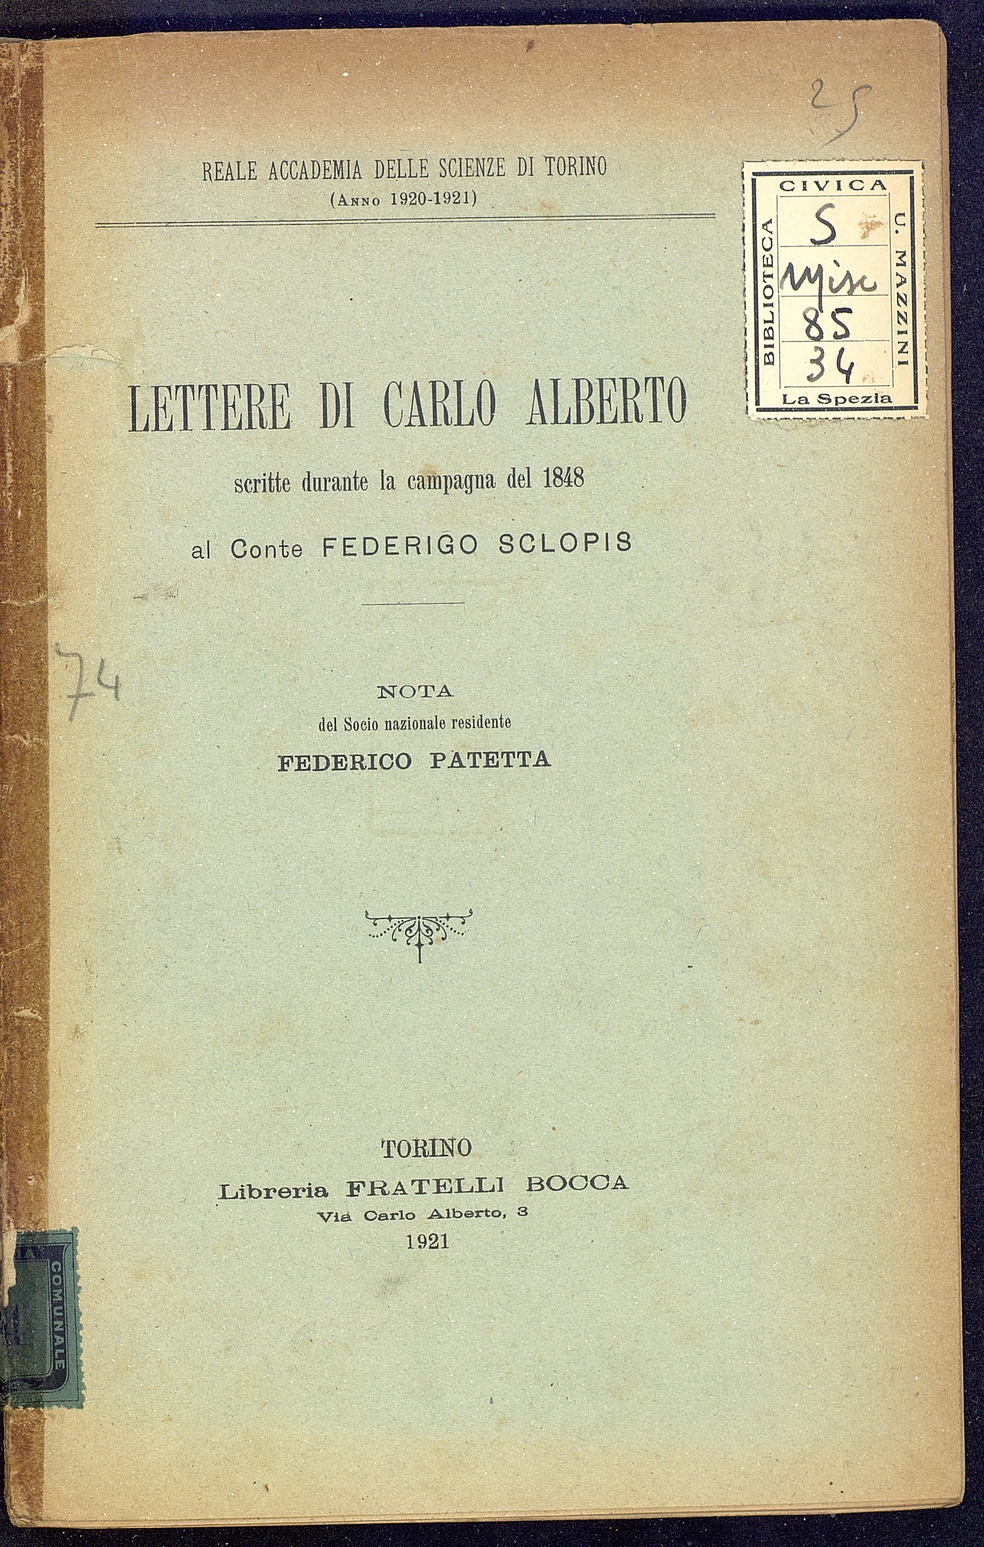 25
REALE ACCADEMIA DELLE SCIENZE DI TORINO
(Anno 1920-1921)
CIVICA
BIBLIOTECA
U. MAZZINI
S
Misc
85
34
La Spezia
LETTERE DI CARLO ALBERTO
scritte durante la campagna del 1848
al Conte FEDERIGO SCLOPIS
74
NOTA
del Socio nazionale residente
FEDERICO PATETTA
TORINO
Libreria FRATELLI BOCCA
Via Carlo Alberto, 3
1921
COMUNALE